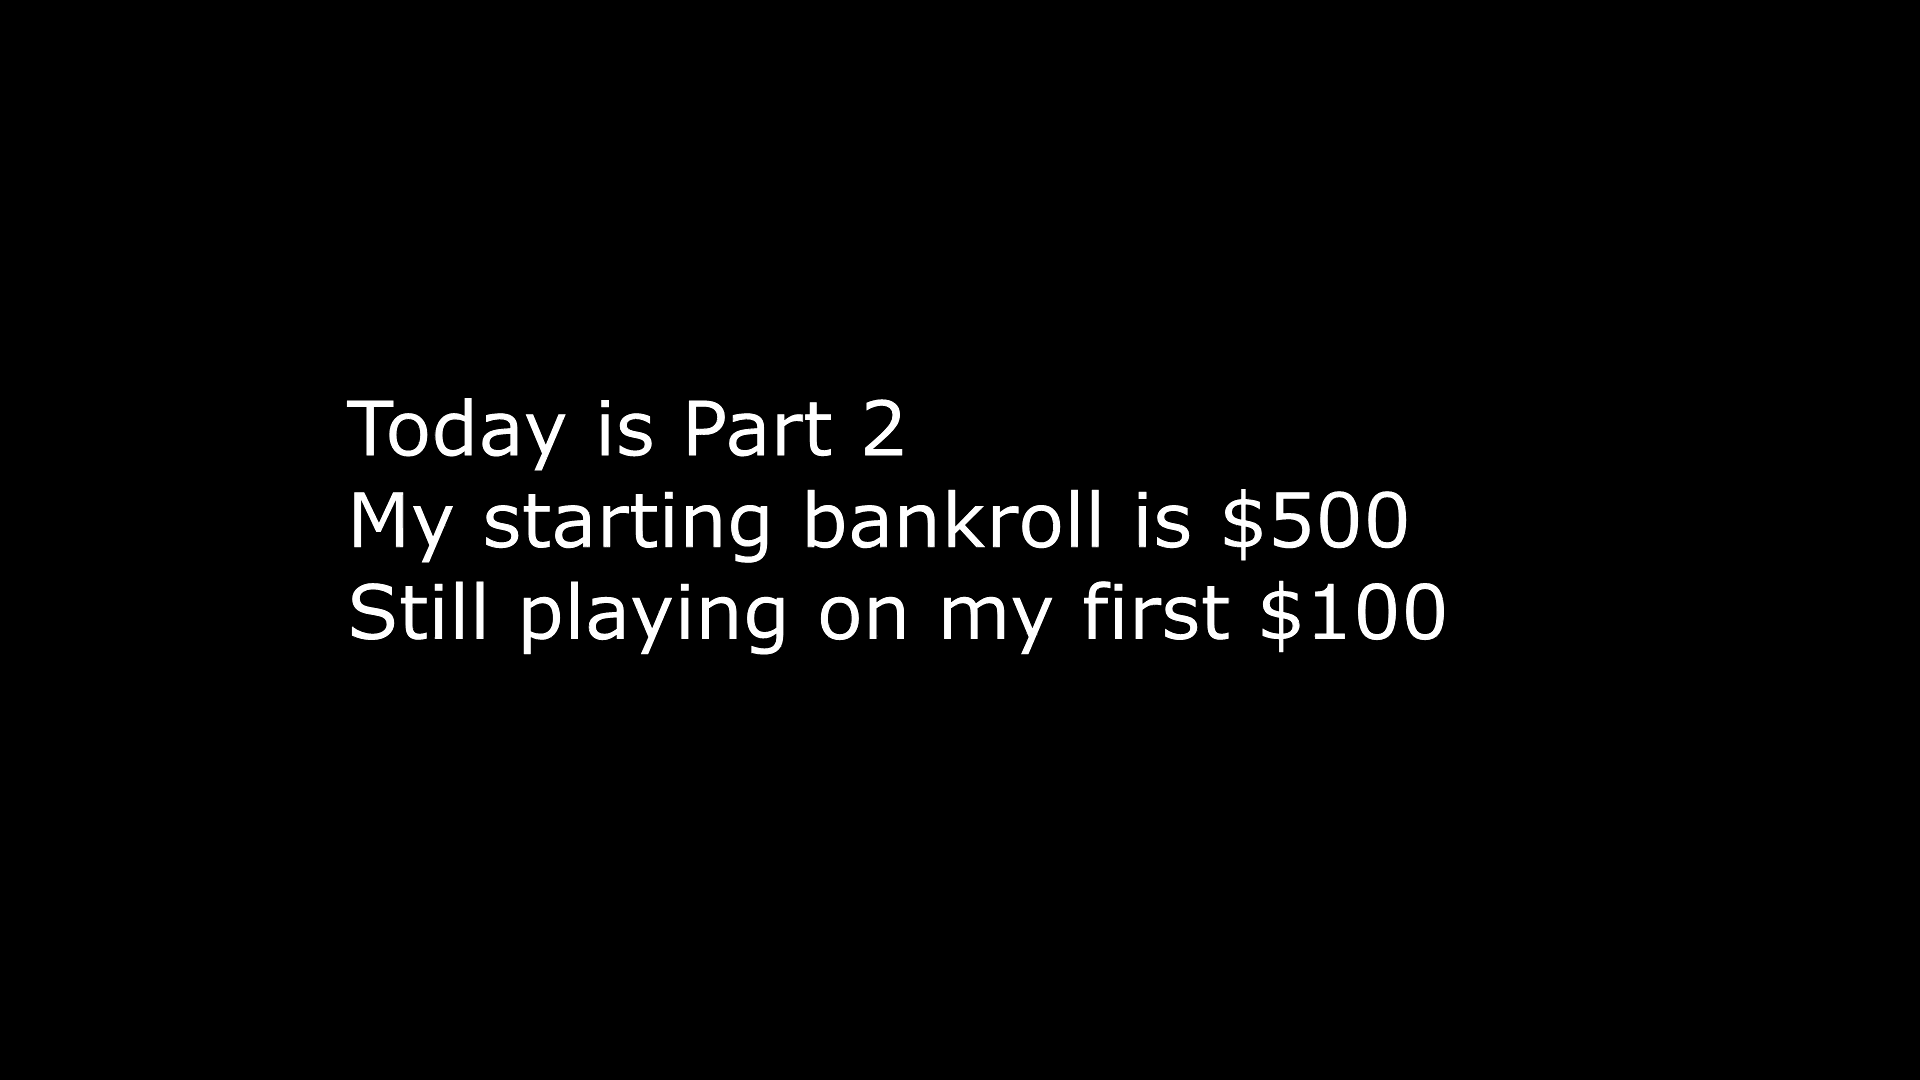 Today is Part 2
My starting bankroll is $500
Still playing on my first $100